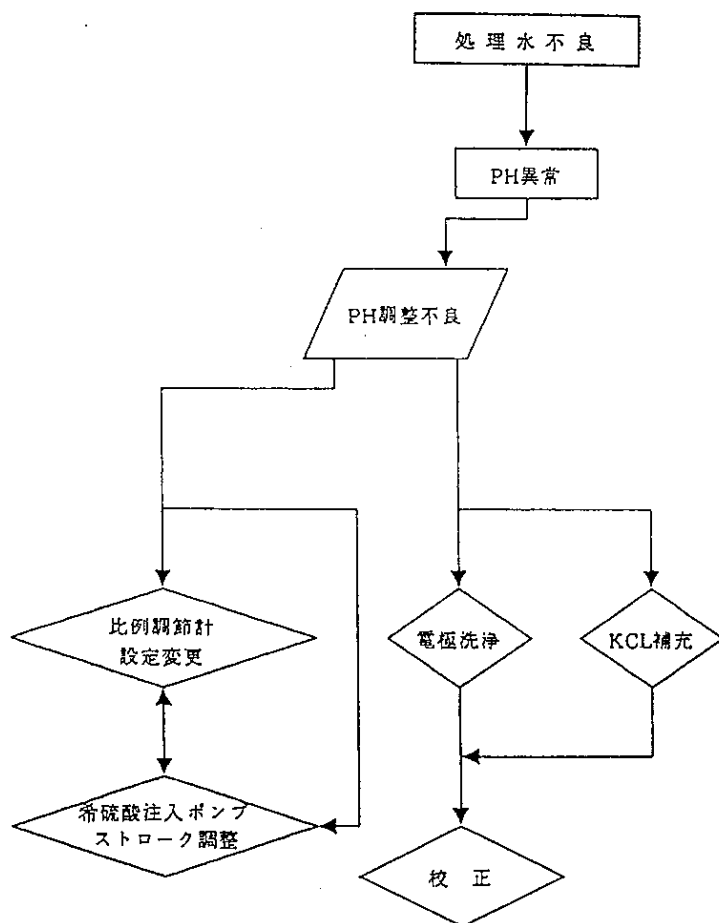 処理水不良
PH異常
PH調整不良
比例調節計
設定変更
電極洗浄
KCL補充
希硫酸注入ポンプ
ストローク調整
校正